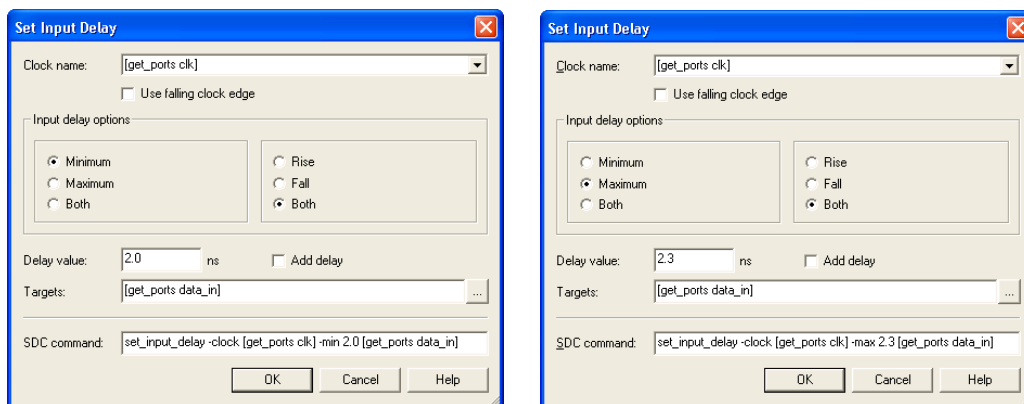 Set Input Delay
Clock name: [get_ports clk]
Use falling clock edge
Input delay options
Minimum Rise
Maximum Fall
Both Both
Delay value: 2.0 ns Add delay
Targets: [get_ports data_in] ...
SDC command: set_input_delay -clock [get_ports clk] -min 2.0 [get_ports data_in]
OK Cancel Help
Set Input Delay
Clock name: [get_ports clk]
Use falling clock edge
Input delay options
Minimum Rise
Maximum Fall
Both Both
Delay value: 2.3 ns Add delay
Targets: [get_ports data_in] ...
SDC command: set_input_delay -clock [get_ports clk] -max 2.3 [get_ports data_in]
OK Cancel Help